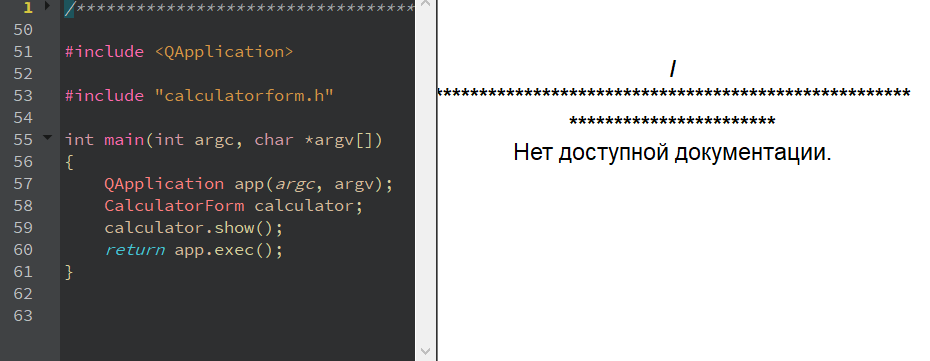 1 /**********************************
50
51 #include <QApplication>
52
53 #include "calculatorform.h"
54
55 int main(int argc, char *argv[])
56 {
57     QApplication app(argc, argv);
58     CalculatorForm calculator;
59     calculator.show();
60     return app.exec();
61 }
62
63
/
*****************************************************
***********************
Нет доступной документации.